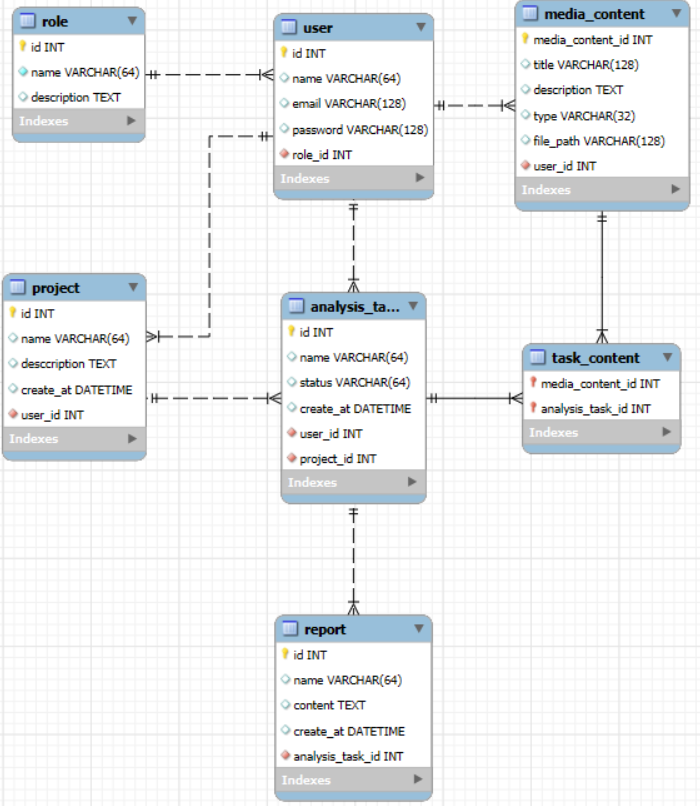 role
id INT
name VARCHAR(64)
description TEXT
Indexes
user
id INT
name VARCHAR(64)
email VARCHAR(128)
password VARCHAR(128)
role_id INT
Indexes
media_content
media_content_id INT
title VARCHAR(128)
description TEXT
type VARCHAR(32)
file_path VARCHAR(128)
user_id INT
Indexes
project
id INT
name VARCHAR(64)
desccription TEXT
create_at DATETIME
user_id INT
Indexes
analysis_ta...
id INT
name VARCHAR(64)
status VARCHAR(64)
create_at DATETIME
user_id INT
project_id INT
Indexes
task_content
media_content_id INT
analysis_task_id INT
Indexes
report
id INT
name VARCHAR(64)
content TEXT
create_at DATETIME
analysis_task_id INT
Indexes